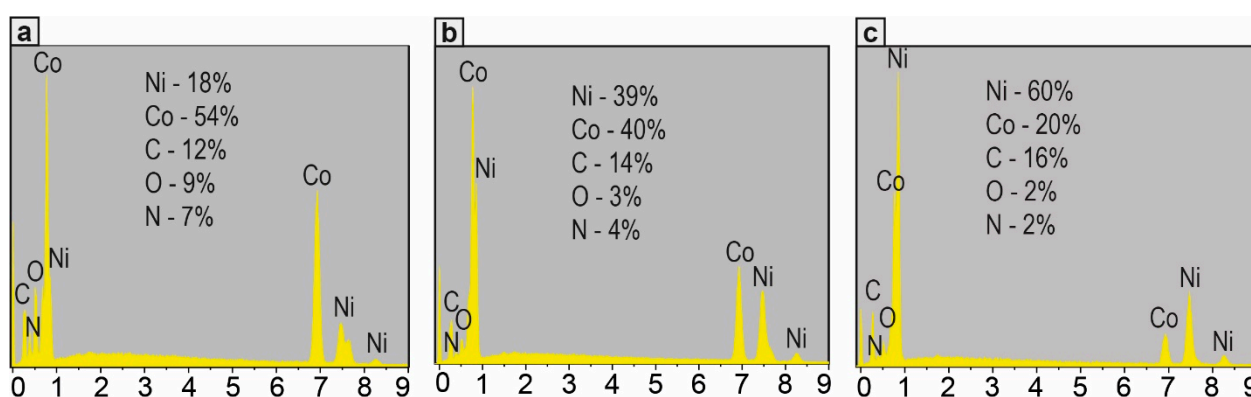 a
Co
Ni - 18%
Co - 54%
C - 12%
O - 9%
N - 7%
Co
O
Ni
C
N
Ni
Ni
0 1 2 3 4 5 6 7 8 9
b
Co
Ni - 39%
Co - 40%
C - 14%
O - 3%
N - 4%
Ni
Co
Ni
C
O
N
Ni
0 1 2 3 4 5 6 7 8 9
c
Ni
Ni - 60%
Co - 20%
C - 16%
O - 2%
N - 2%
Co
C
O
N
Ni
Co
Ni
0 1 2 3 4 5 6 7 8 9